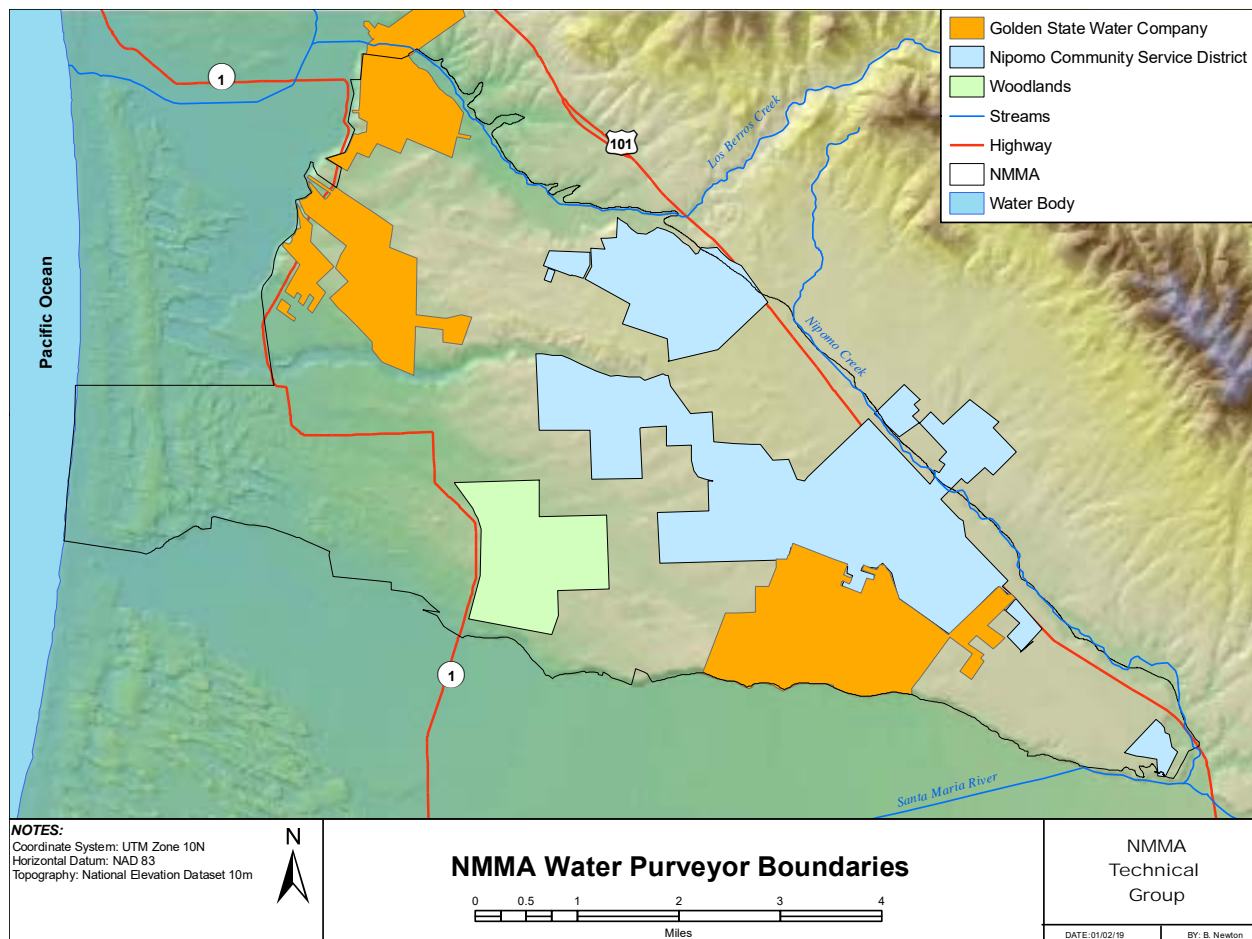 Golden State Water Company
Nipomo Community Service District
Woodlands
Streams
Highway
NMMA
Water Body
1
101
Los Berros Creek
Pacific Ocean
Nipomo Creek
1
Santa Maria River
NOTES:
Coordinate System: UTM Zone 10N
Horizontal Datum: NAD 83
Topography: National Elevation Dataset 10m
N
NMMA Water Purveyor Boundaries
0 0.5 1 2 3 4
Miles
NMMA
Technical
Group
DATE:01/02/19 BY: B. Newton